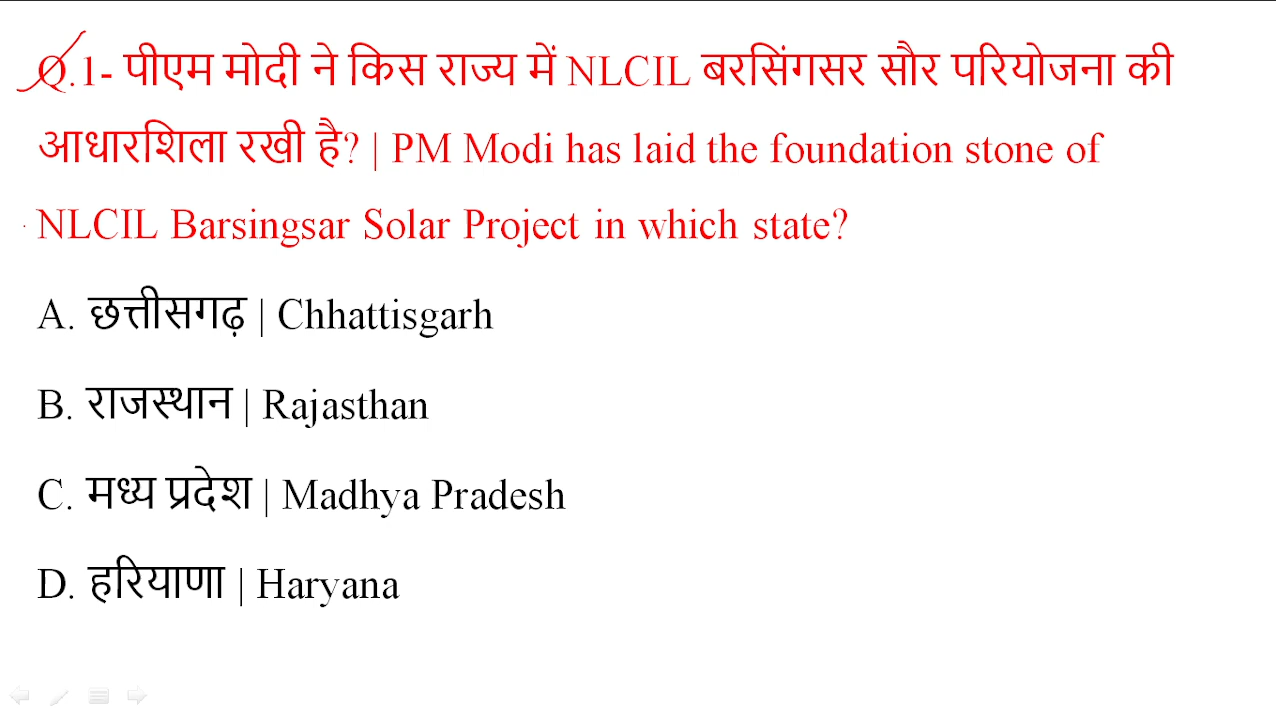 Q.1- पीएम मोदी ने किस राज्य में NLCIL बरसिंगसर सौर परियोजना की
आधारशिला रखी है? | PM Modi has laid the foundation stone of
NLCIL Barsingsar Solar Project in which state?
A. छत्तीसगढ़ | Chhattisgarh
B. राजस्थान | Rajasthan
C. मध्य प्रदेश | Madhya Pradesh
D. हरियाणा | Haryana